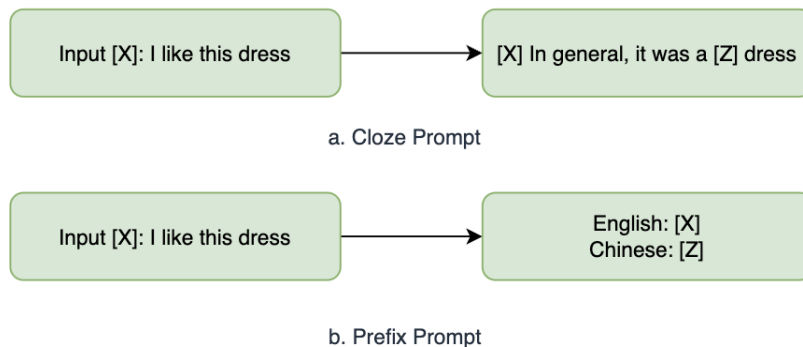 Input [X]: I like this dress
[X] In general, it was a [Z] dress
a. Cloze Prompt
Input [X]: I like this dress
English: [X]
Chinese: [Z]
b. Prefix Prompt